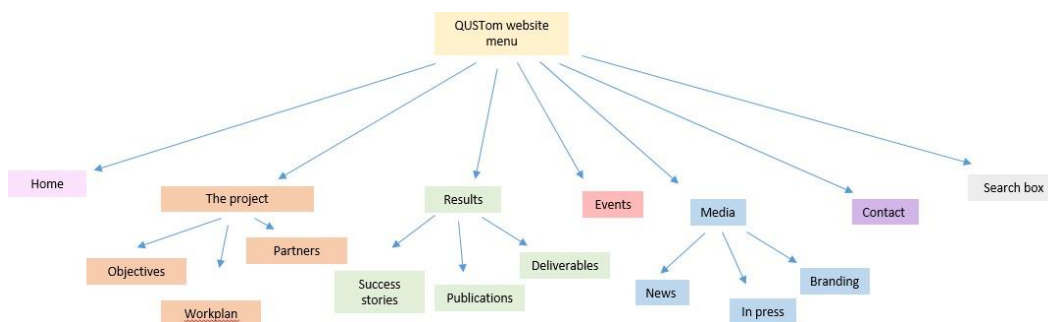 QUSTom website
menu
Home
The project
Results
Events
Media
Contact
Search box
Objectives
Workplan
Partners
Success
stories
Publications
Deliverables
News
In press
Branding